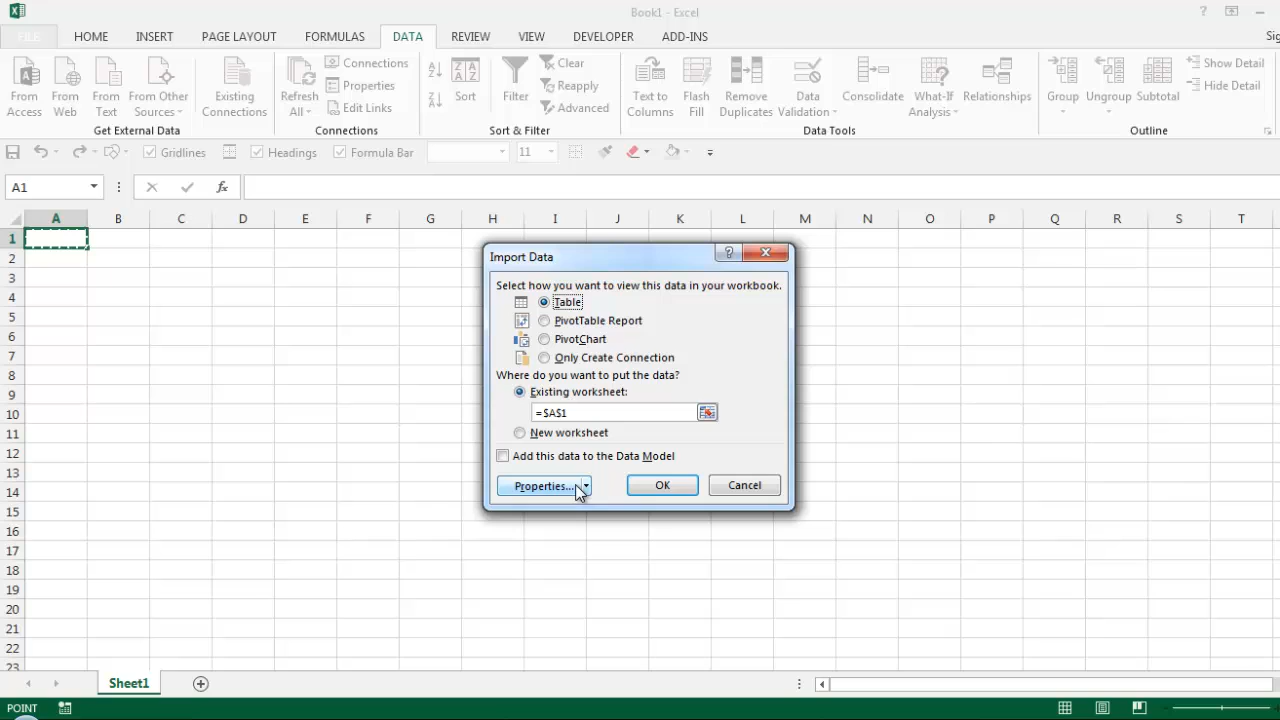 Book1 - Excel
FILE HOME INSERT PAGE LAYOUT FORMULAS DATA REVIEW VIEW DEVELOPER ADD-INS
From Access
From Web
From Text
From Other Sources
Existing Connections
Get External Data
Refresh All
Connections
Properties
Edit Links
Connections
Sort
Filter
Clear
Reapply
Advanced
Sort & Filter
Text to Columns
Flash Fill
Remove Duplicates
Data Validation
Consolidate
What-If Analysis
Relationships
Data Tools
Group
Ungroup
Subtotal
Show Detail
Hide Detail
Outline
Gridlines Headings Formula Bar 11
A1 fx
A B C D E F G H I J K L M N O P Q R S T
1
2
3
4
5
6
7
8
9
10
11
12
13
14
15
16
17
18
19
20
21
22
23
Import Data
Select how you want to view this data in your workbook.
Table
PivotTable Report
PivotChart
Only Create Connection
Where do you want to put the data?
Existing worksheet:
=$A$1
New worksheet
Add this data to the Data Model
Properties... OK Cancel
Sheet1
POINT